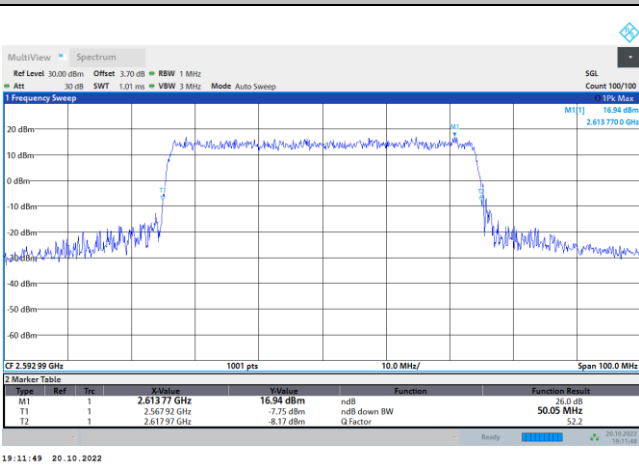 MultiView Spectrum
Ref Level 30.00 dBm Offset 3.70 dB RBW 1 MHz SGL
Att 30 dB SWT 1.01 ms VBW 3 MHz Mode Auto Sweep Count 100/100
1 Frequency Sweep 1Pk Max
M1[1] 16.94 dBm
2.613 770 0 GHz
20 dBm
M1
10 dBm
0 dBm
T1
-10 dBm
-20 dBm
-30 dBm
-40 dBm
-50 dBm
-60 dBm
CF 2.592 99 GHz 1001 pts 10.0 MHz/ Span 100.0 MHz
2 Marker Table
Type Ref Trc X-Value Y-Value Function Function Result
M1 1 2.613 77 GHz 16.94 dBm ndB 26.0 dB
T1 1 2.567 92 GHz -7.75 dBm ndB down BW 50.05 MHz
T2 1 2.617 97 GHz -8.17 dBm Q Factor 52.2
Ready 20.10.2022
19:11:48
19:11:49 20.10.2022